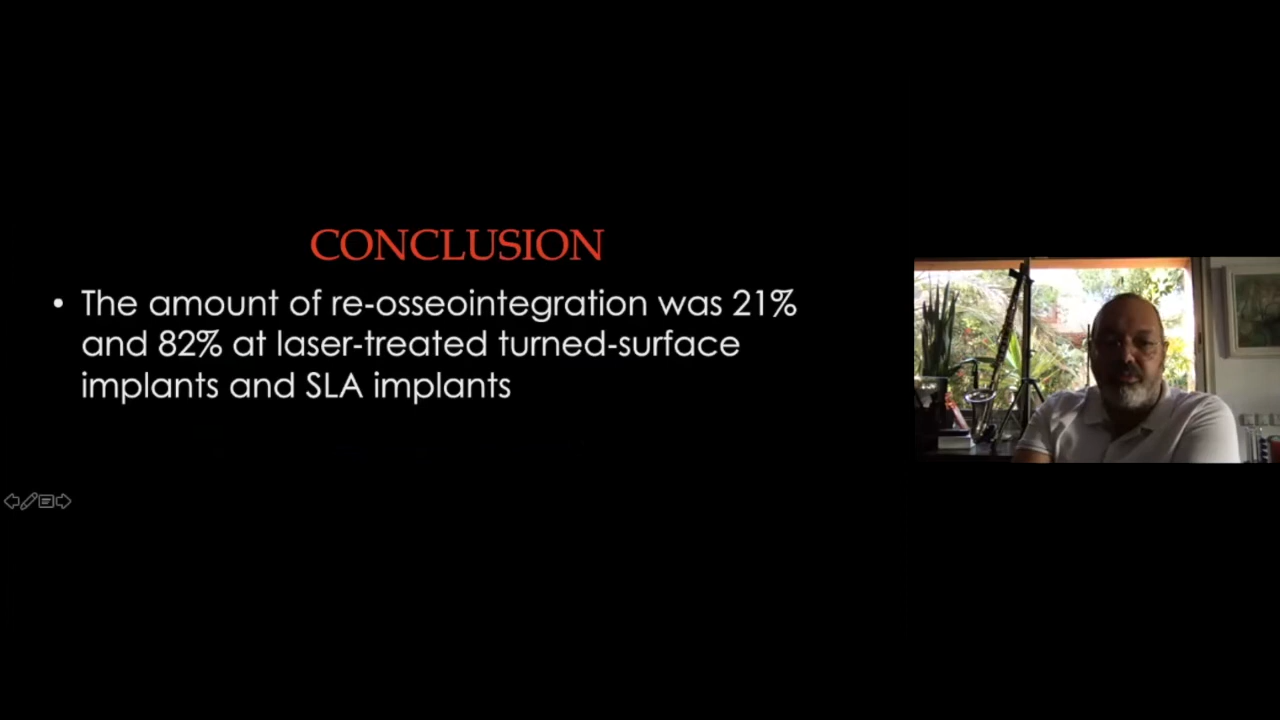 CONCLUSION
• The amount of re-osseointegration was 21%
and 82% at laser-treated turned-surface
implants and SLA implants